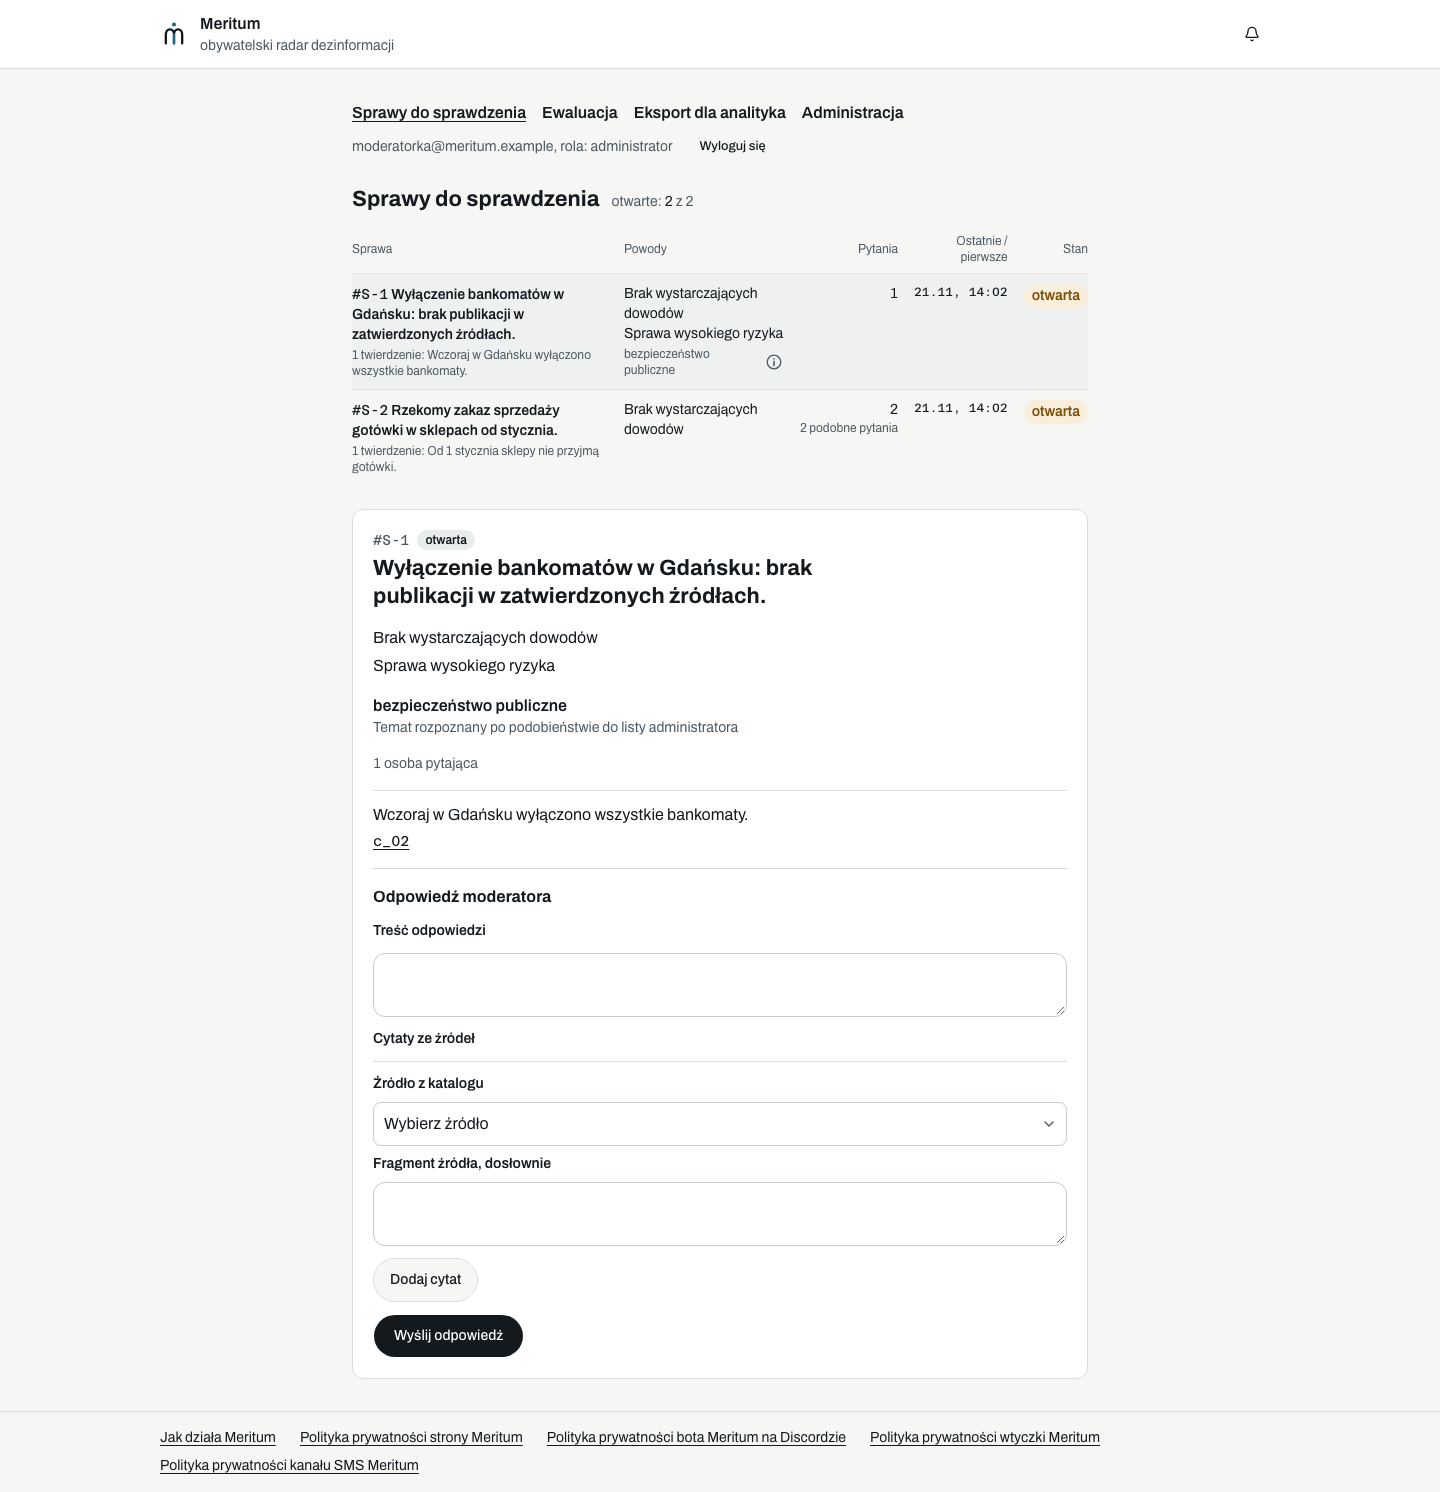 Meritum
obywatelski radar dezinformacji
Sprawy do sprawdzenia Ewaluacja Eksport dla analityka Administracja
moderatorka@meritum.example, rola: administrator Wyloguj się
Sprawy do sprawdzenia otwarte: 2 z 2
Sprawa Powody Pytania Ostatnie / pierwsze Stan
#S-1 Wyłączenie bankomatów w
Gdańsku: brak publikacji w
zatwierdzonych źródłach.
1 twierdzenie: Wczoraj w Gdańsku wyłączono
wszystkie bankomaty.
Brak wystarczających
dowodów
Sprawa wysokiego ryzyka
bezpieczeństwo
publiczne
1
21.11, 14:02
otwarta
#S-2 Rzekomy zakaz sprzedaży
gotówki w sklepach od stycznia.
1 twierdzenie: Od 1 stycznia sklepy nie przyjmą
gotówki.
Brak wystarczających
dowodów
2
2 podobne pytania
21.11, 14:02
otwarta
#S-1 otwarta
Wyłączenie bankomatów w Gdańsku: brak
publikacji w zatwierdzonych źródłach.
Brak wystarczających dowodów
Sprawa wysokiego ryzyka
bezpieczeństwo publiczne
Temat rozpoznany po podobieństwie do listy administratora
1 osoba pytająca
Wczoraj w Gdańsku wyłączono wszystkie bankomaty.
c_02
Odpowiedź moderatora
Treść odpowiedzi
Cytaty ze źródeł
Źródło z katalogu
Wybierz źródło
Fragment źródła, dosłownie
Dodaj cytat
Wyślij odpowiedź
Jak działa Meritum Polityka prywatności strony Meritum Polityka prywatności bota Meritum na Discordzie Polityka prywatności wtyczki Meritum
Polityka prywatności kanału SMS Meritum